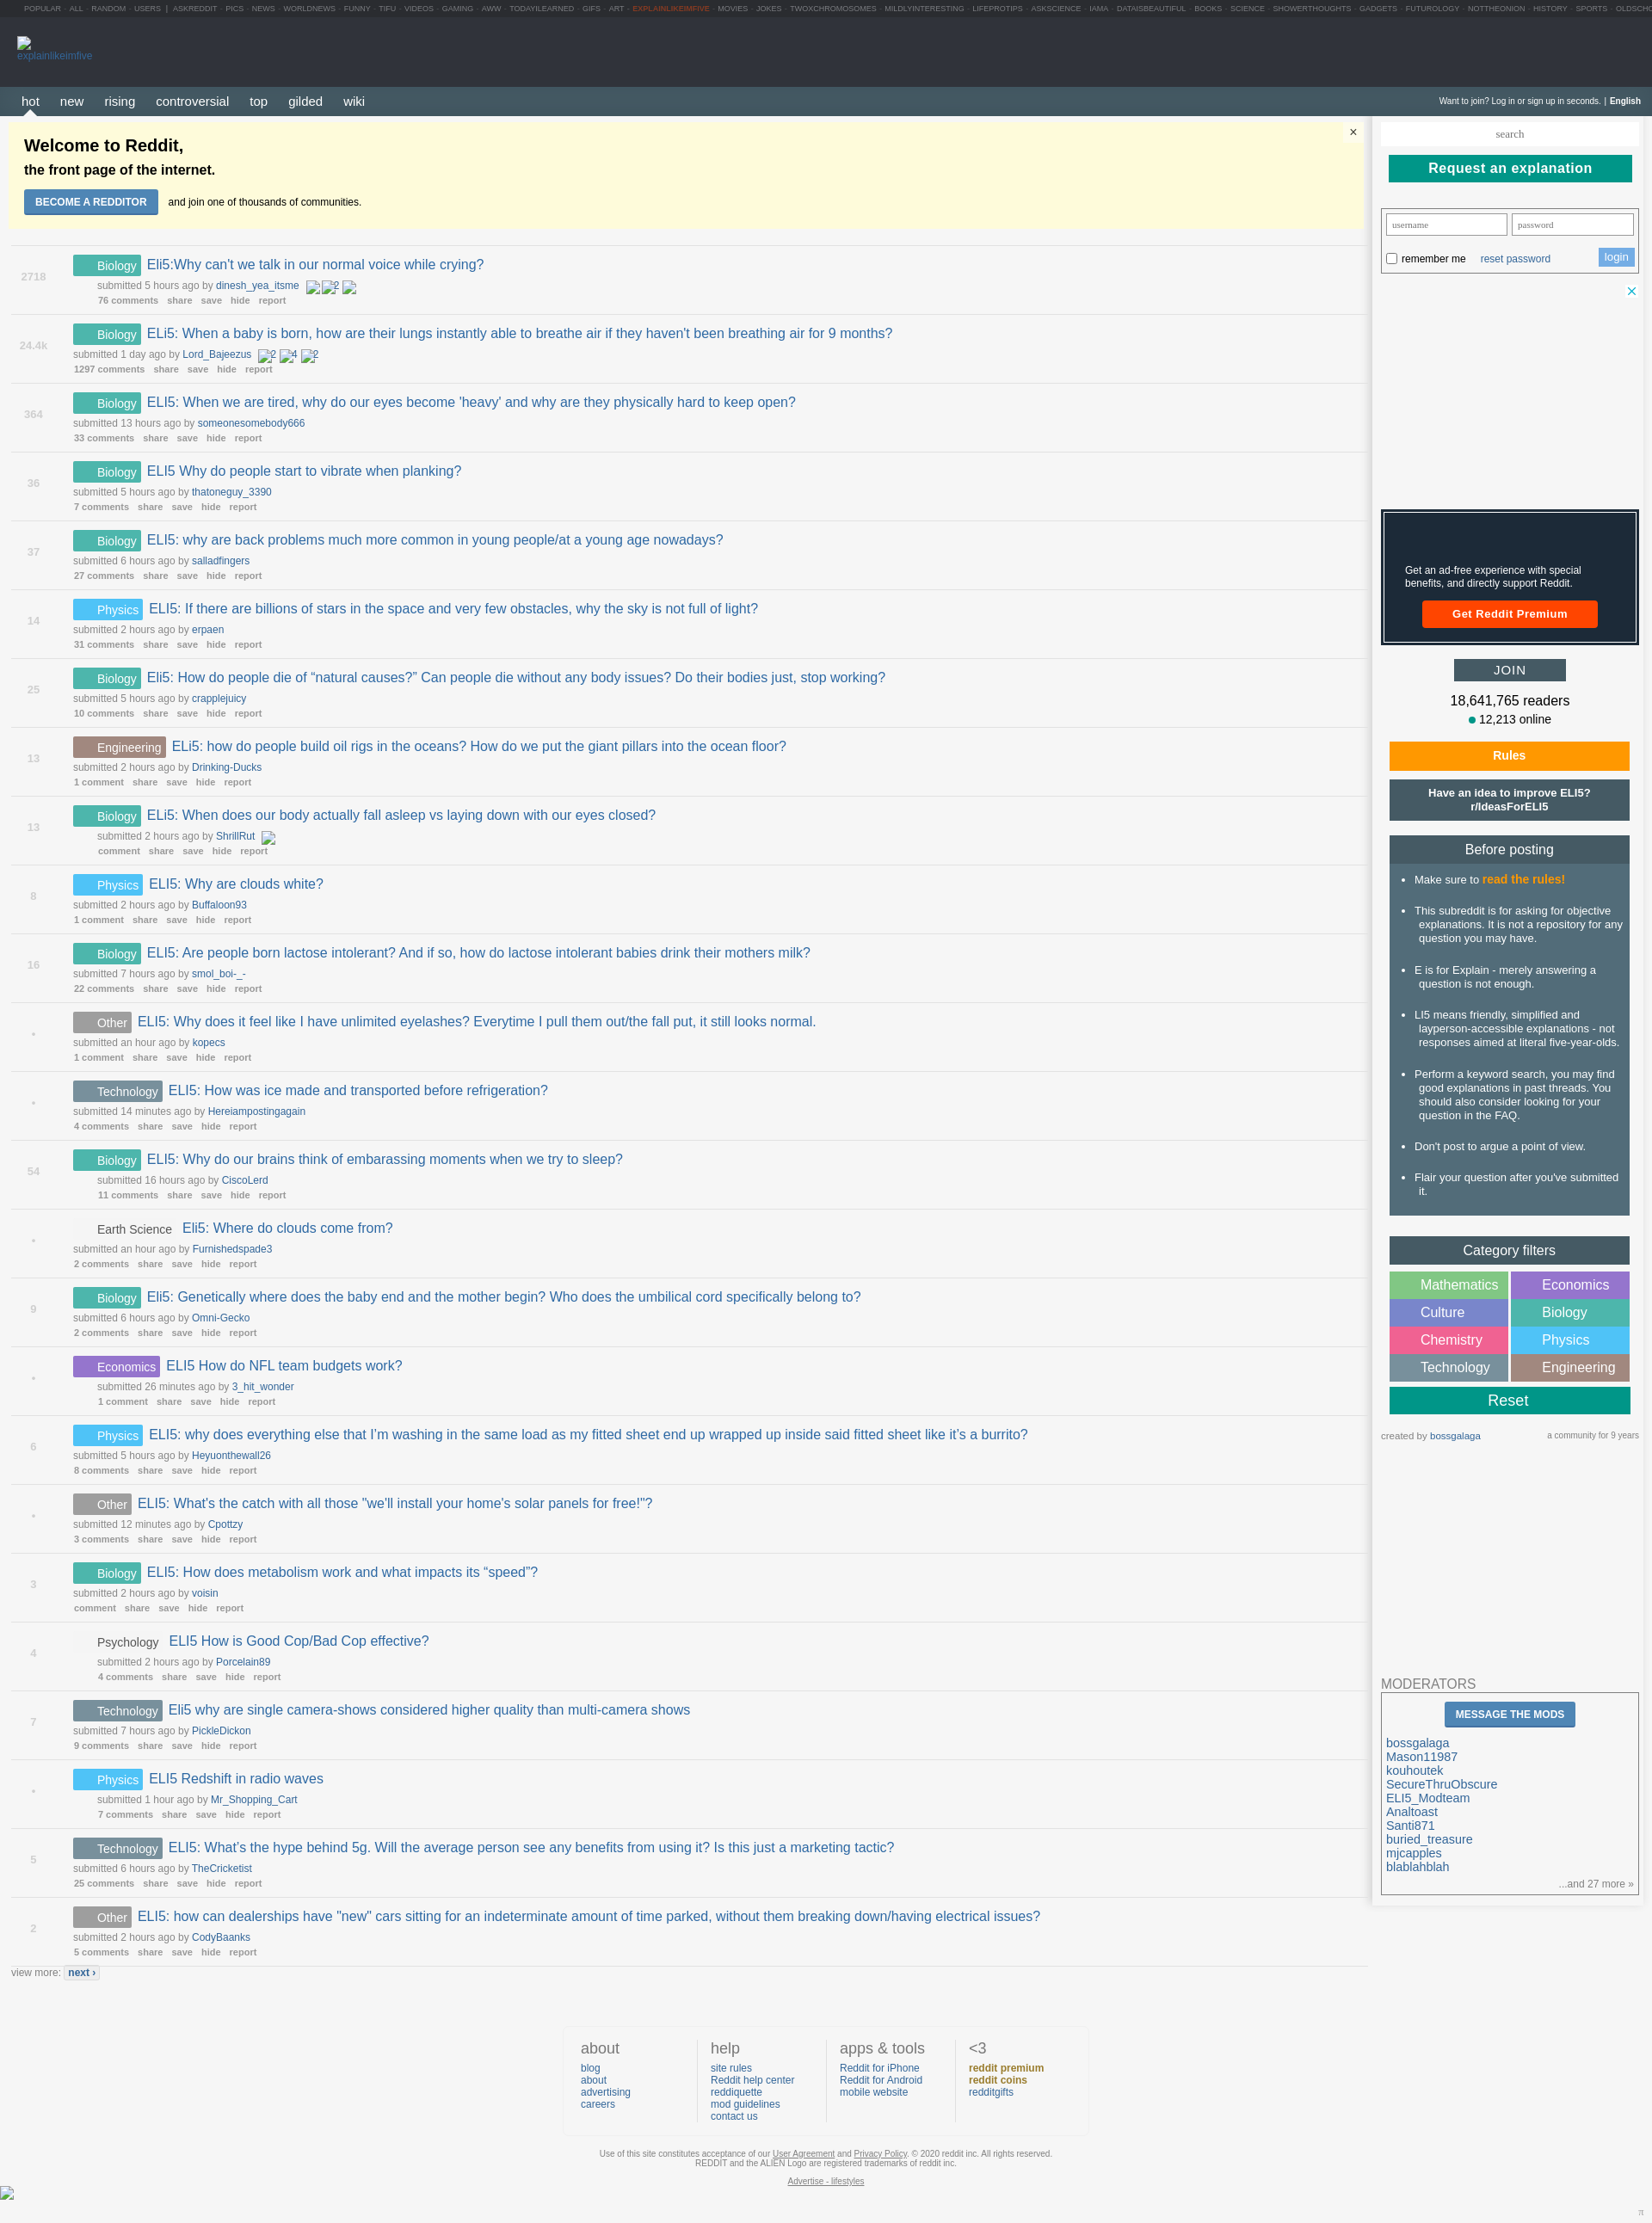 POPULAR - ALL - RANDOM - USERS | ASKREDDIT - PICS - NEWS - WORLDNEWS - FUNNY - TIFU - VIDEOS - GAMING - AWW - TODAYILEARNED - GIFS - ART - EXPLAINLIKEIMFIVE - MOVIES - JOKES - TWOXCHROMOSOMES - MILDLYINTERESTING - LIFEPROTIPS - ASKSCIENCE - IAMA - DATAISBEAUTIFUL - BOOKS - SCIENCE - SHOWERTHOUGHTS - GADGETS - FUTUROLOGY - NOTTHEONION - HISTORY - SPORTS - OLDSCHO
explainlikeimfive
hot new rising controversial top gilded wiki
Want to join? Log in or sign up in seconds. | English
Welcome to Reddit,
the front page of the internet.
BECOME A REDDITOR and join one of thousands of communities.
×
2718
Biology Eli5:Why can't we talk in our normal voice while crying?
submitted 5 hours ago by dinesh_yea_itsme 2
76 comments share save hide report
24.4k
Biology ELi5: When a baby is born, how are their lungs instantly able to breathe air if they haven't been breathing air for 9 months?
submitted 1 day ago by Lord_Bajeezus 2 4 2
1297 comments share save hide report
364
Biology ELI5: When we are tired, why do our eyes become 'heavy' and why are they physically hard to keep open?
submitted 13 hours ago by someonesomebody666
33 comments share save hide report
36
Biology ELI5 Why do people start to vibrate when planking?
submitted 5 hours ago by thatoneguy_3390
7 comments share save hide report
37
Biology ELI5: why are back problems much more common in young people/at a young age nowadays?
submitted 6 hours ago by salladfingers
27 comments share save hide report
14
Physics ELI5: If there are billions of stars in the space and very few obstacles, why the sky is not full of light?
submitted 2 hours ago by erpaen
31 comments share save hide report
25
Biology Eli5: How do people die of “natural causes?” Can people die without any body issues? Do their bodies just, stop working?
submitted 5 hours ago by crapplejuicy
10 comments share save hide report
13
Engineering ELi5: how do people build oil rigs in the oceans? How do we put the giant pillars into the ocean floor?
submitted 2 hours ago by Drinking-Ducks
1 comment share save hide report
13
Biology ELi5: When does our body actually fall asleep vs laying down with our eyes closed?
submitted 2 hours ago by ShrillRut
comment share save hide report
8
Physics ELI5: Why are clouds white?
submitted 2 hours ago by Buffaloon93
1 comment share save hide report
16
Biology ELI5: Are people born lactose intolerant? And if so, how do lactose intolerant babies drink their mothers milk?
submitted 7 hours ago by smol_boi-_-
22 comments share save hide report
•
Other ELI5: Why does it feel like I have unlimited eyelashes? Everytime I pull them out/the fall put, it still looks normal.
submitted an hour ago by kopecs
1 comment share save hide report
•
Technology ELI5: How was ice made and transported before refrigeration?
submitted 14 minutes ago by Hereiampostingagain
4 comments share save hide report
54
Biology ELI5: Why do our brains think of embarassing moments when we try to sleep?
submitted 16 hours ago by CiscoLerd
11 comments share save hide report
•
Earth Science Eli5: Where do clouds come from?
submitted an hour ago by Furnishedspade3
2 comments share save hide report
9
Biology Eli5: Genetically where does the baby end and the mother begin? Who does the umbilical cord specifically belong to?
submitted 6 hours ago by Omni-Gecko
2 comments share save hide report
•
Economics ELI5 How do NFL team budgets work?
submitted 26 minutes ago by 3_hit_wonder
1 comment share save hide report
6
Physics ELI5: why does everything else that I’m washing in the same load as my fitted sheet end up wrapped up inside said fitted sheet like it’s a burrito?
submitted 5 hours ago by Heyuonthewall26
8 comments share save hide report
•
Other ELI5: What's the catch with all those "we'll install your home's solar panels for free!"?
submitted 12 minutes ago by Cpottzy
3 comments share save hide report
3
Biology ELI5: How does metabolism work and what impacts its “speed”?
submitted 2 hours ago by voisin
comment share save hide report
4
Psychology ELI5 How is Good Cop/Bad Cop effective?
submitted 2 hours ago by Porcelain89
4 comments share save hide report
7
Technology Eli5 why are single camera-shows considered higher quality than multi-camera shows
submitted 7 hours ago by PickleDickon
9 comments share save hide report
•
Physics ELI5 Redshift in radio waves
submitted 1 hour ago by Mr_Shopping_Cart
7 comments share save hide report
5
Technology ELI5: What’s the hype behind 5g. Will the average person see any benefits from using it? Is this just a marketing tactic?
submitted 6 hours ago by TheCricketist
25 comments share save hide report
2
Other ELI5: how can dealerships have "new" cars sitting for an indeterminate amount of time parked, without them breaking down/having electrical issues?
submitted 2 hours ago by CodyBaanks
5 comments share save hide report
view more: next ›
search
Request an explanation
username password
remember me reset password login
Get an ad-free experience with special
benefits, and directly support Reddit.
Get Reddit Premium
JOIN
18,641,765 readers
12,213 online
Rules
Have an idea to improve ELI5?
r/IdeasForELI5
Before posting
• Make sure to read the rules!
• This subreddit is for asking for objective
explanations. It is not a repository for any
question you may have.
• E is for Explain - merely answering a
question is not enough.
• LI5 means friendly, simplified and
layperson-accessible explanations - not
responses aimed at literal five-year-olds.
• Perform a keyword search, you may find
good explanations in past threads. You
should also consider looking for your
question in the FAQ.
• Don't post to argue a point of view.
• Flair your question after you've submitted
it.
Category filters
Mathematics Economics
Culture Biology
Chemistry Physics
Technology Engineering
Reset
created by bossgalaga a community for 9 years
MODERATORS
MESSAGE THE MODS
bossgalaga
Mason11987
kouhoutek
SecureThruObscure
ELI5_Modteam
Analtoast
Santi871
buried_treasure
mjcapples
blablahblah
...and 27 more »
about
blog
about
advertising
careers
help
site rules
Reddit help center
reddiquette
mod guidelines
contact us
apps & tools
Reddit for iPhone
Reddit for Android
mobile website
<3
reddit premium
reddit coins
redditgifts
Use of this site constitutes acceptance of our User Agreement and Privacy Policy. © 2020 reddit inc. All rights reserved.
REDDIT and the ALIEN Logo are registered trademarks of reddit inc.
Advertise - lifestyles
π